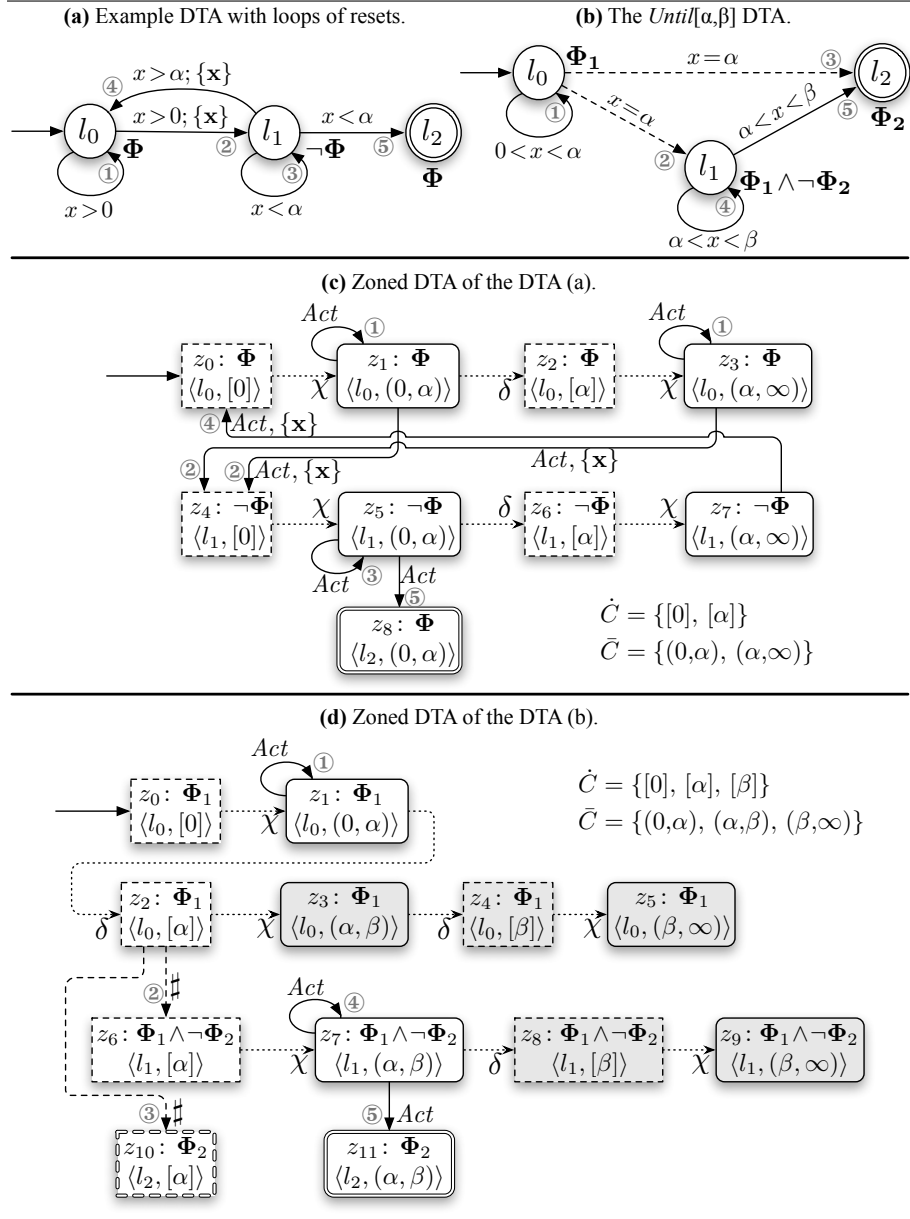 (a) Example DTA with loops of resets.
x>α; {x}
④
l₀
x>0; {x}
②
l₁
x<α
⑤
l₂
Φ
¬Φ
Φ
①
③
x>0
x<α
(b) The Until[α,β] DTA.
l₀
Φ₁
x=α
③
l₂
Φ₂
①
0<x<α
x=α
②
α<x<β
⑤
l₁
Φ₁∧¬Φ₂
④
α<x<β
(c) Zoned DTA of the DTA (a).
Act
①
Act
①
z₀: Φ
⟨l₀, [0]⟩
χ
z₁: Φ
⟨l₀, (0, α)⟩
δ
z₂: Φ
⟨l₀, [α]⟩
χ
z₃: Φ
⟨l₀, (α, ∞)⟩
④
Act, {x}
②
②
Act, {x}
Act, {x}
z₄: ¬Φ
⟨l₁, [0]⟩
χ
z₅: ¬Φ
⟨l₁, (0, α)⟩
δ
z₆: ¬Φ
⟨l₁, [α]⟩
χ
z₇: ¬Φ
⟨l₁, (α, ∞)⟩
Act
③
Act
⑤
z₈: Φ
⟨l₂, (0, α)⟩
Ċ = {[0], [α]}
C̄ = {(0,α), (α,∞)}
(d) Zoned DTA of the DTA (b).
Act
①
z₀: Φ₁
⟨l₀, [0]⟩
χ
z₁: Φ₁
⟨l₀, (0, α)⟩
Ċ = {[0], [α], [β]}
C̄ = {(0,α), (α,β), (β,∞)}
δ
z₂: Φ₁
⟨l₀, [α]⟩
χ
z₃: Φ₁
⟨l₀, (α, β)⟩
δ
z₄: Φ₁
⟨l₀, [β]⟩
χ
z₅: Φ₁
⟨l₀, (β, ∞)⟩
②
♯
Act
④
z₆: Φ₁∧¬Φ₂
⟨l₁, [α]⟩
χ
z₇: Φ₁∧¬Φ₂
⟨l₁, (α, β)⟩
δ
z₈: Φ₁∧¬Φ₂
⟨l₁, [β]⟩
χ
z₉: Φ₁∧¬Φ₂
⟨l₁, (β, ∞)⟩
③
♯
⑤
Act
z₁₀: Φ₂
⟨l₂, [α]⟩
z₁₁: Φ₂
⟨l₂, (α, β)⟩